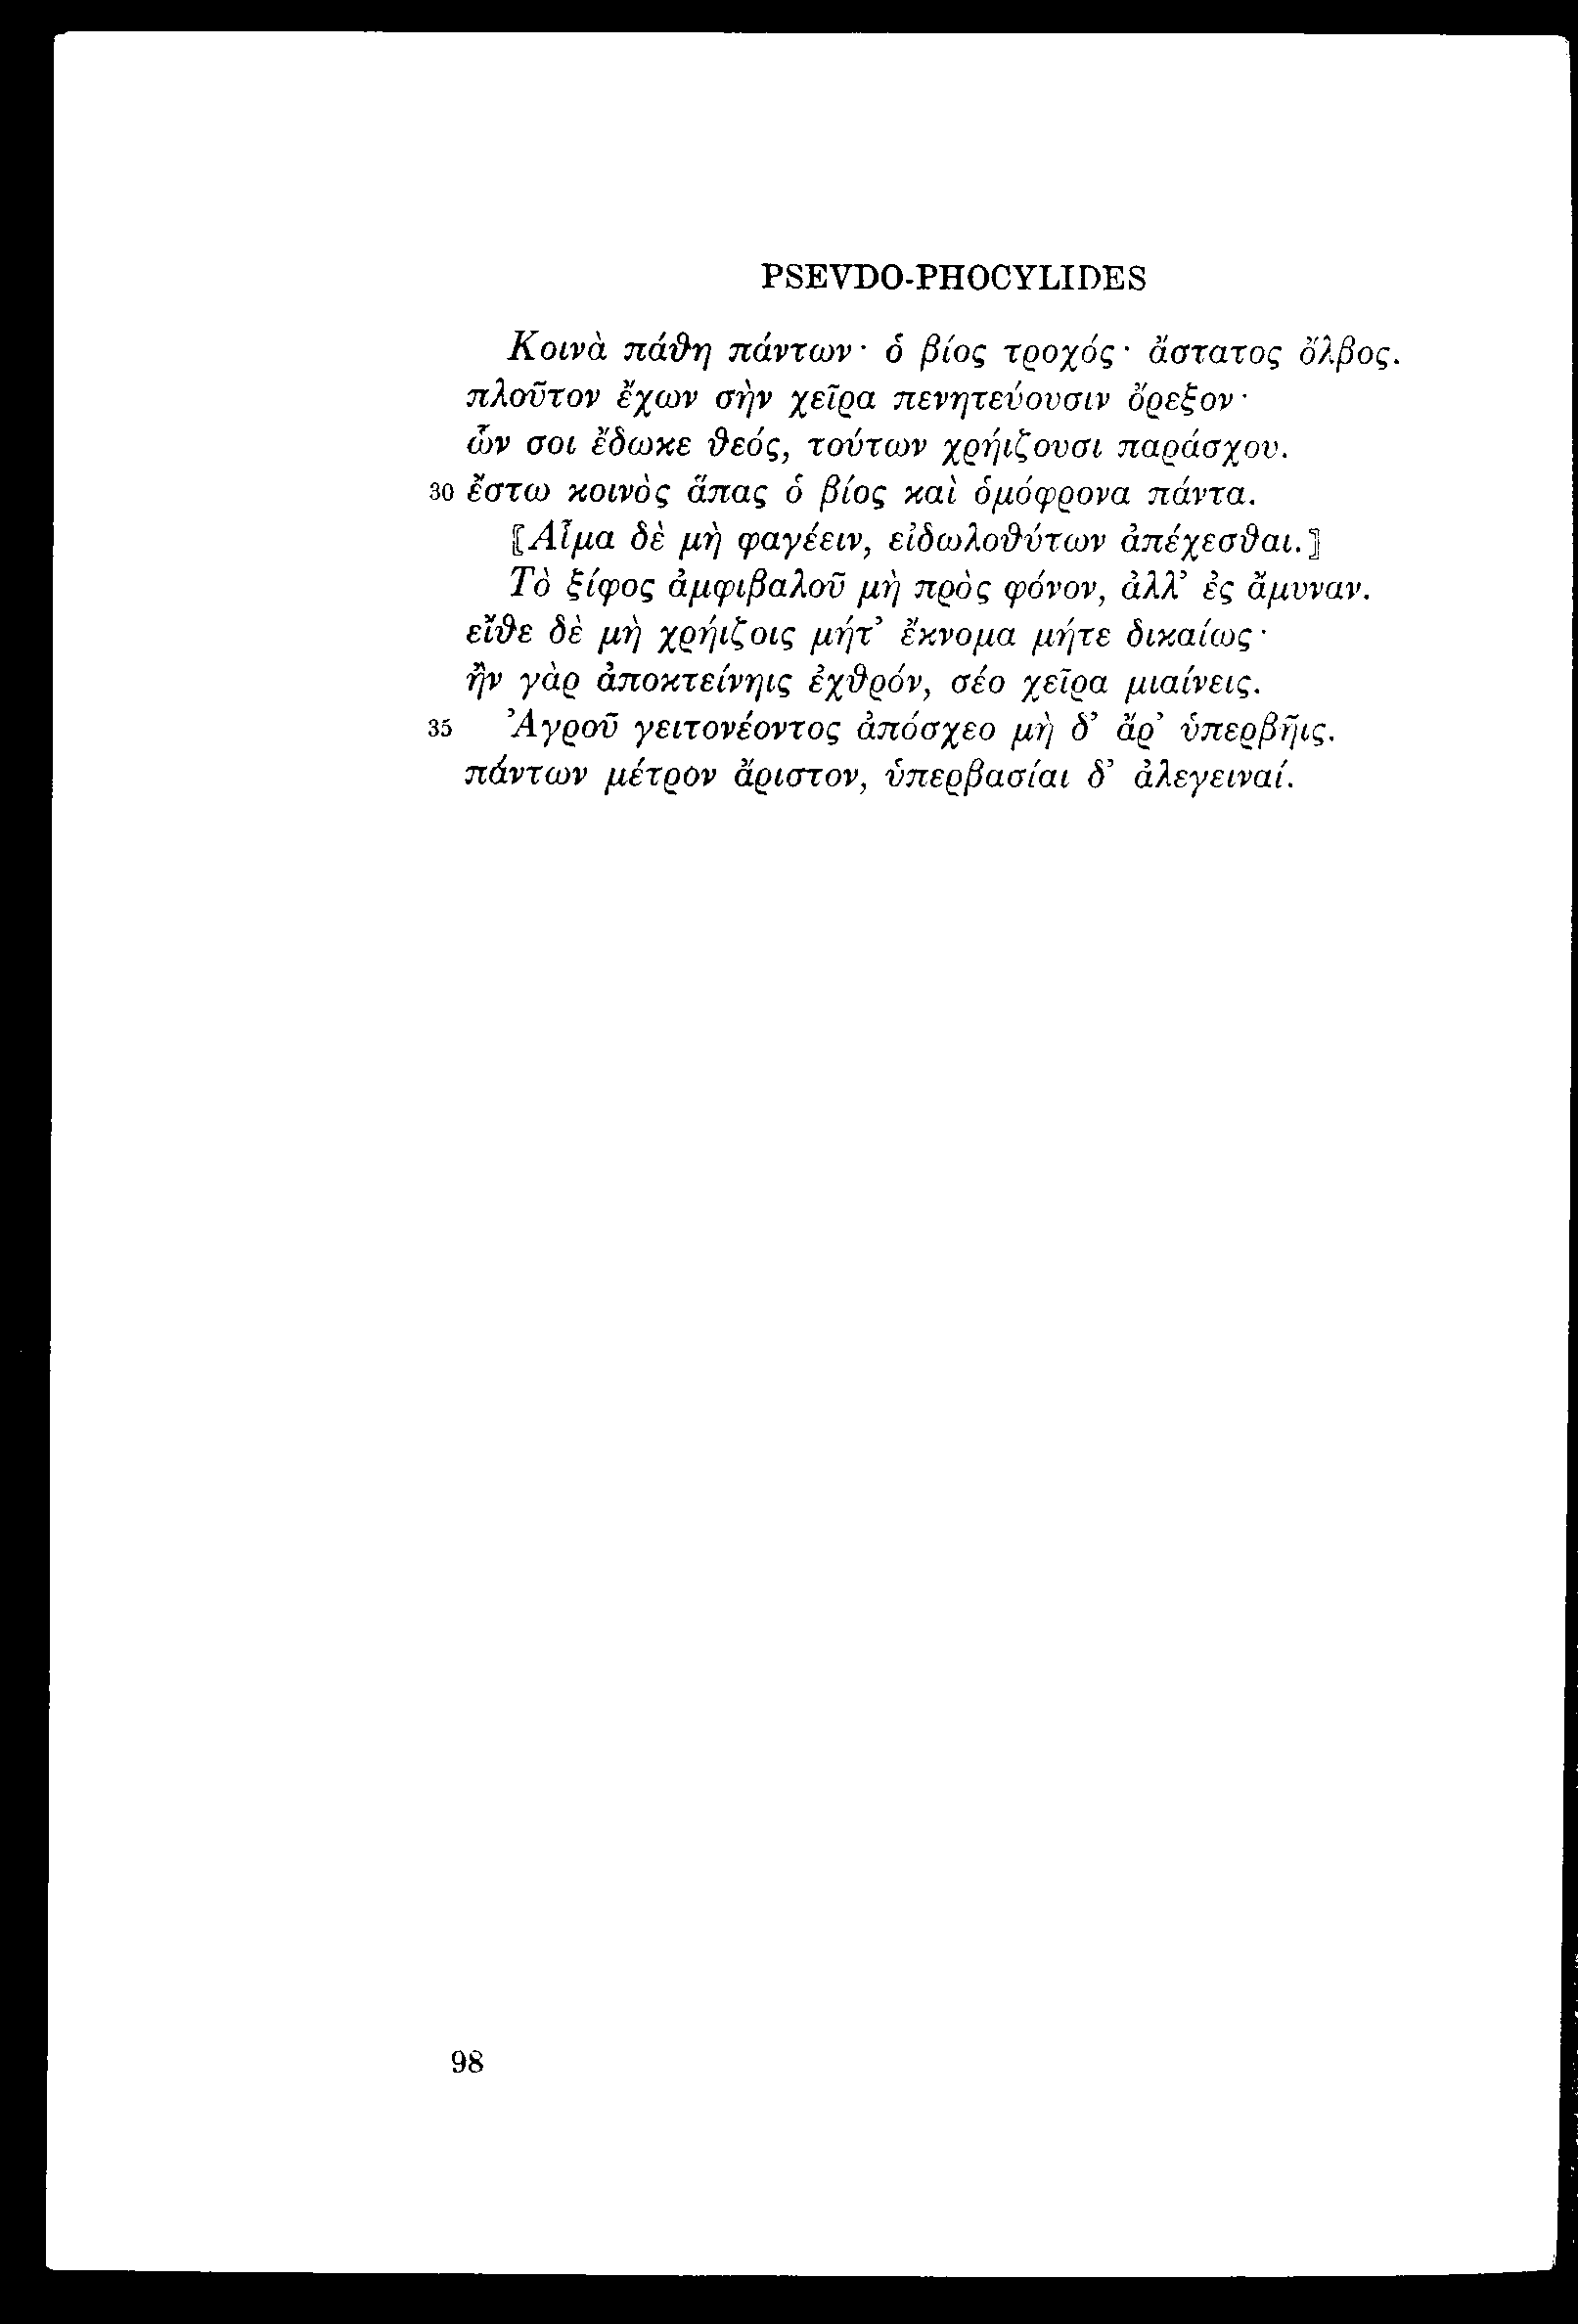 PSEVDO-PHOCYLIDES
Κοινὰ πάθη πάντων· ὁ βίος τροχός· ἄστατος ὄλβος.
πλοῦτον ἔχων σὴν χεῖρα πενητεύουσιν ὄρεξον·
ὧν σοι ἔδωκε θεός, τούτων χρήιζουσι παράσχου.
30 ἔστω κοινὸς ἅπας ὁ βίος καὶ ὁμόφρονα πάντα.
⟦Αἷμα δὲ μὴ φαγέειν, εἰδωλοθύτων ἀπέχεσθαι.⟧
Τὸ ξίφος ἀμφιβαλοῦ μὴ πρὸς φόνον, ἀλλ’ ἐς ἄμυναν.
εἴθε δὲ μὴ χρήιζοις μήτ’ ἔκνομα μήτε δικαίως·
ἢν γὰρ ἀποκτείνηις ἐχθρόν, σέο χεῖρα μιαίνεις.
35 Ἀγροῦ γειτονέοντος ἀπόσχεο μὴ δ’ ἄρ’ ὑπερβῆις.
πάντων μέτρον ἄριστον, ὑπερβασίαι δ’ ἀλεγειναί.
98